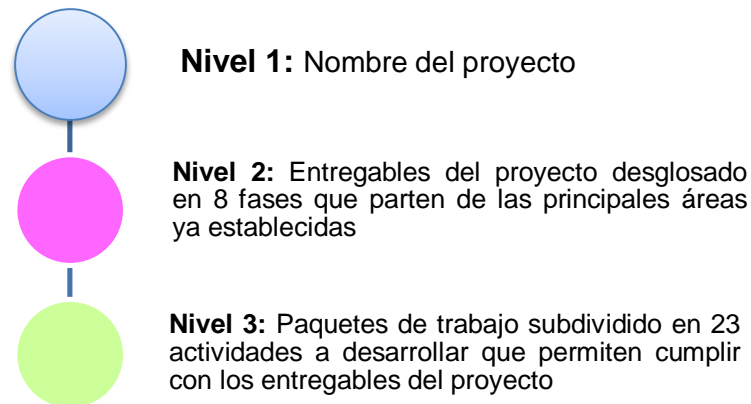 Nivel 1: Nombre del proyecto
Nivel 2: Entregables del proyecto desglosado
en 8 fases que parten de las principales áreas
ya establecidas
Nivel 3: Paquetes de trabajo subdividido en 23
actividades a desarrollar que permiten cumplir
con los entregables del proyecto